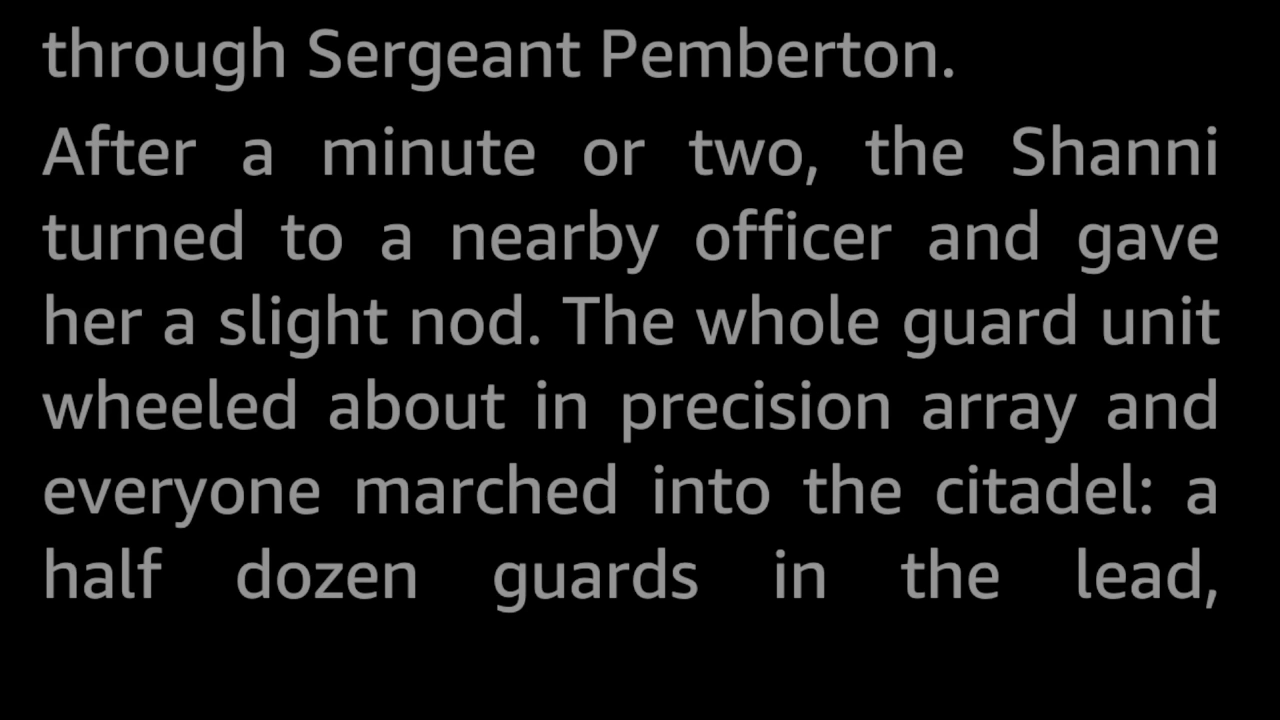 through Sergeant Pemberton.
After a minute or two, the Shanni
turned to a nearby officer and gave
her a slight nod. The whole guard unit
wheeled about in precision array and
everyone marched into the citadel: a
half dozen guards in the lead,